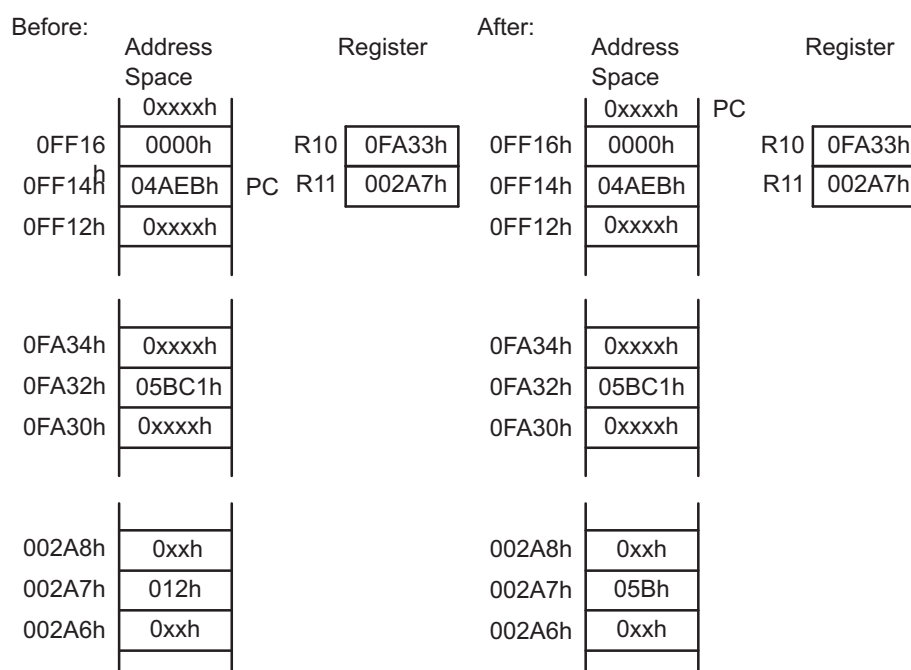 Before:
Address
Space
Register
0xxxxh
0FF16
h
0000h
R10 0FA33h
0FF14h 04AEBh PC R11 002A7h
0FF12h 0xxxxh
0FA34h 0xxxxh
0FA32h 05BC1h
0FA30h 0xxxxh
002A8h 0xxh
002A7h 012h
002A6h 0xxh
After:
Address
Space
Register
0xxxxh PC
0FF16h 0000h R10 0FA33h
0FF14h 04AEBh R11 002A7h
0FF12h 0xxxxh
0FA34h 0xxxxh
0FA32h 05BC1h
0FA30h 0xxxxh
002A8h 0xxh
002A7h 05Bh
002A6h 0xxh